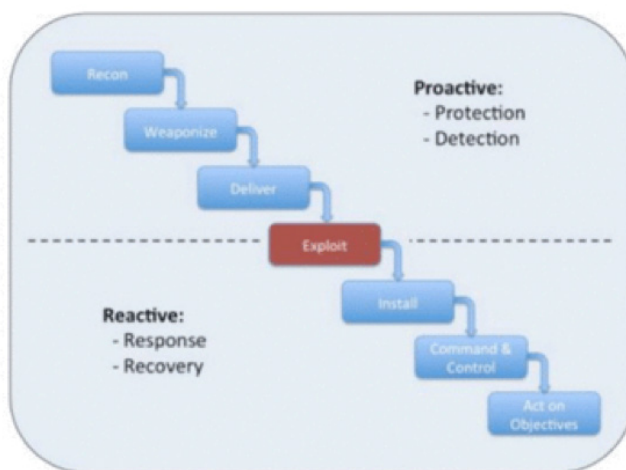 Recon
Weaponize
Deliver
Exploit
Install
Command &
Control
Act on
Objectives
Proactive:
- Protection
- Detection
Reactive:
- Response
- Recovery